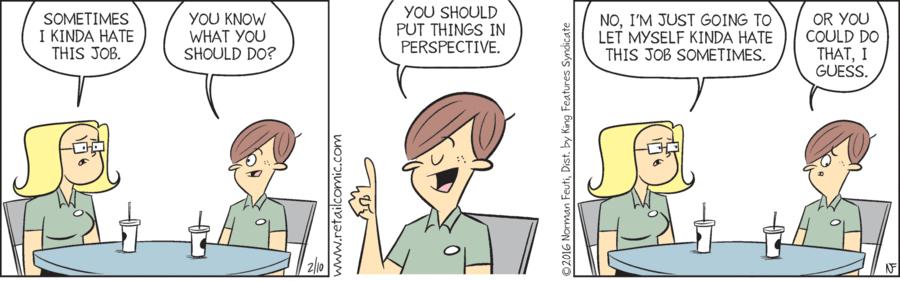 SOMETIMES
I KINDA HATE
THIS JOB.
YOU KNOW
WHAT YOU
SHOULD DO?
2/10
www.retailcomic.com
YOU SHOULD
PUT THINGS IN
PERSPECTIVE.
©2016 Norman Feuti, Dist. by King Features Syndicate
NO, I'M JUST GOING TO
LET MYSELF KINDA HATE
THIS JOB SOMETIMES.
OR YOU
COULD DO
THAT, I
GUESS.
NF